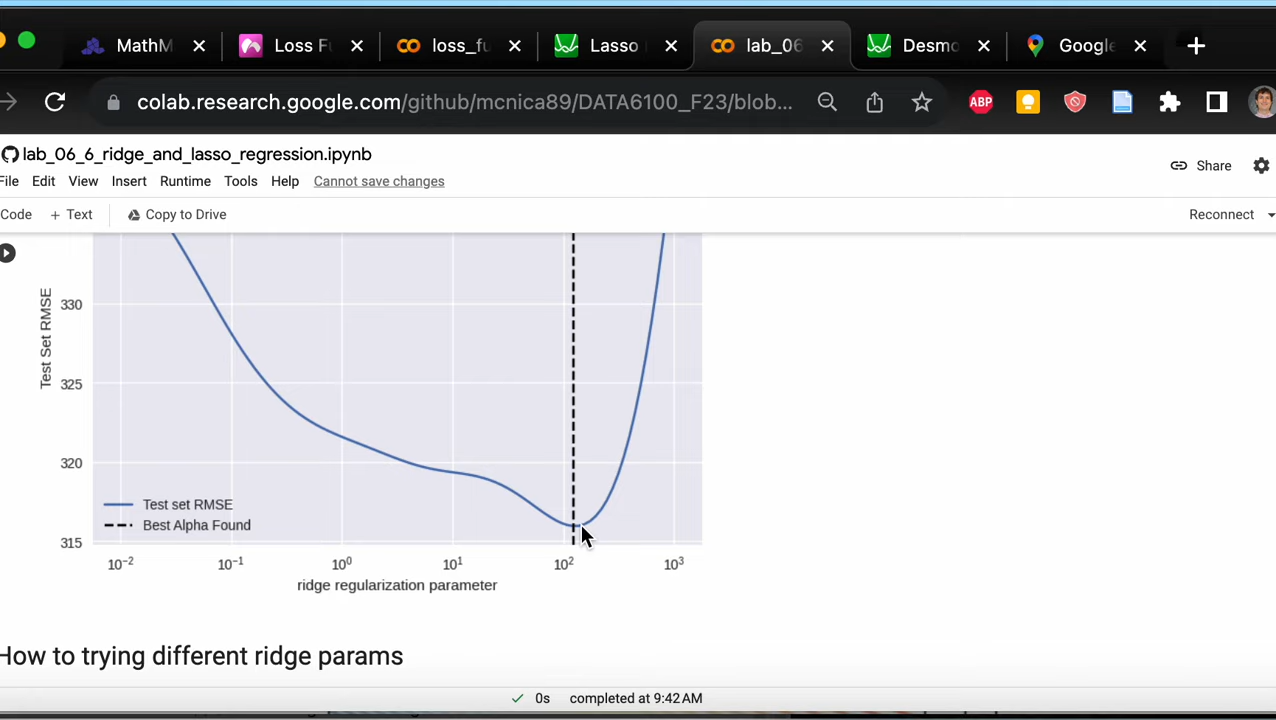 MathM
Loss Fu
loss_fu
Lasso
lab_06
Desmo
Google
colab.research.google.com/github/mcnica89/DATA6100_F23/blob...
ABP
lab_06_6_ridge_and_lasso_regression.ipynb
Share
File Edit View Insert Runtime Tools Help Cannot save changes
Code + Text Copy to Drive
Reconnect
Test Set RMSE
330
325
320
315
Test set RMSE
Best Alpha Found
10⁻² 10⁻¹ 10⁰ 10¹ 10² 10³
ridge regularization parameter
How to trying different ridge params
0s completed at 9:42 AM